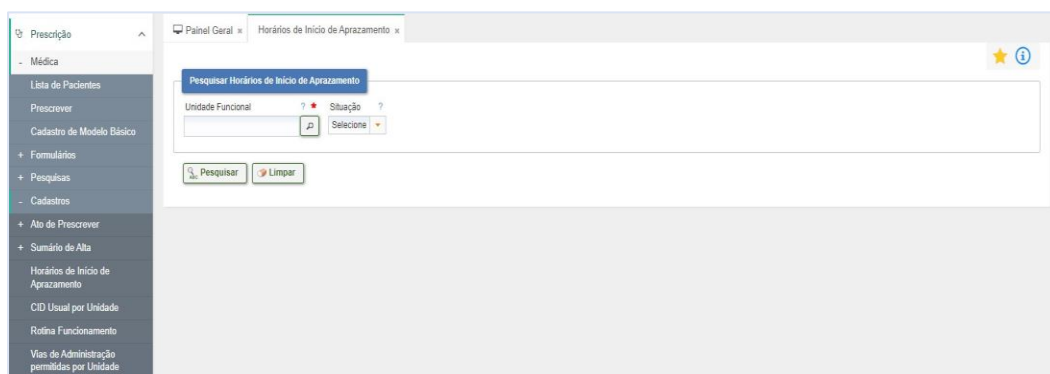 Prescrição
- Médica
Lista de Pacientes
Prescrever
Cadastro de Modelo Básico
+ Formulários
+ Pesquisas
- Cadastros
+ Ato de Prescrever
+ Sumário de Alta
Horários de Início de
Aprazamento
CID Usual por Unidade
Rotina Funcionamento
Vias de Administração
permitidas por Unidade
Painel Geral × Horários de Início de Aprazamento ×
Pesquisar Horários de Início de Aprazamento
Unidade Funcional ? Situação ?
Selecione
Pesquisar Limpar